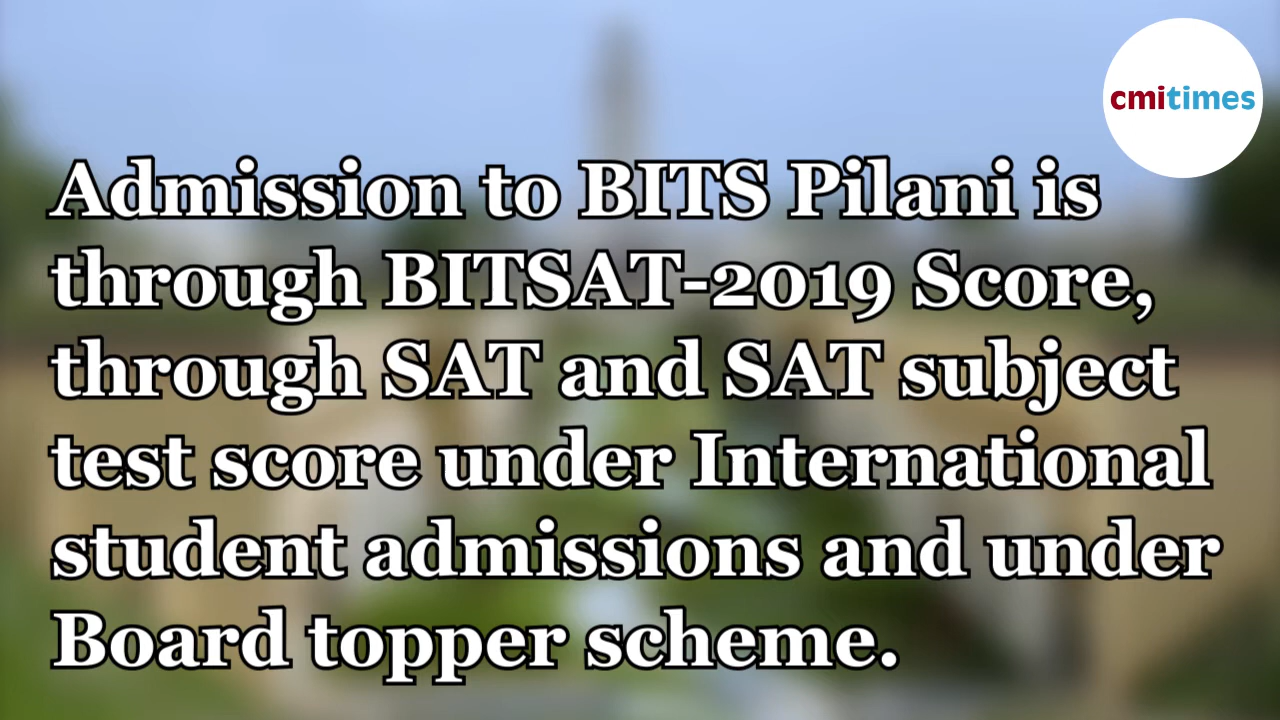 cmitimes
Admission to BITS Pilani is
through BITSAT-2019 Score,
through SAT and SAT subject
test score under International
student admissions and under
Board topper scheme.